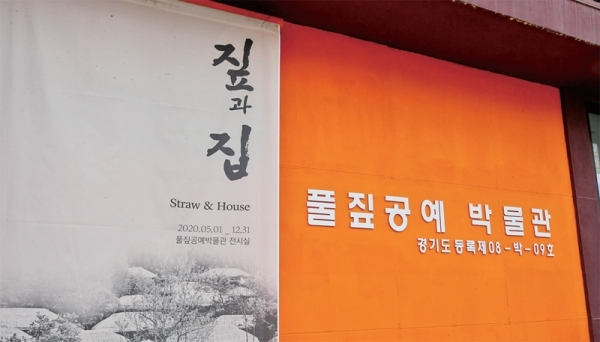 짚
과
집
Straw & House
2020.05.01 _ 12.31
풀짚공예박물관 전시실
풀짚공예 박물관
경기도등록제08-박-09호